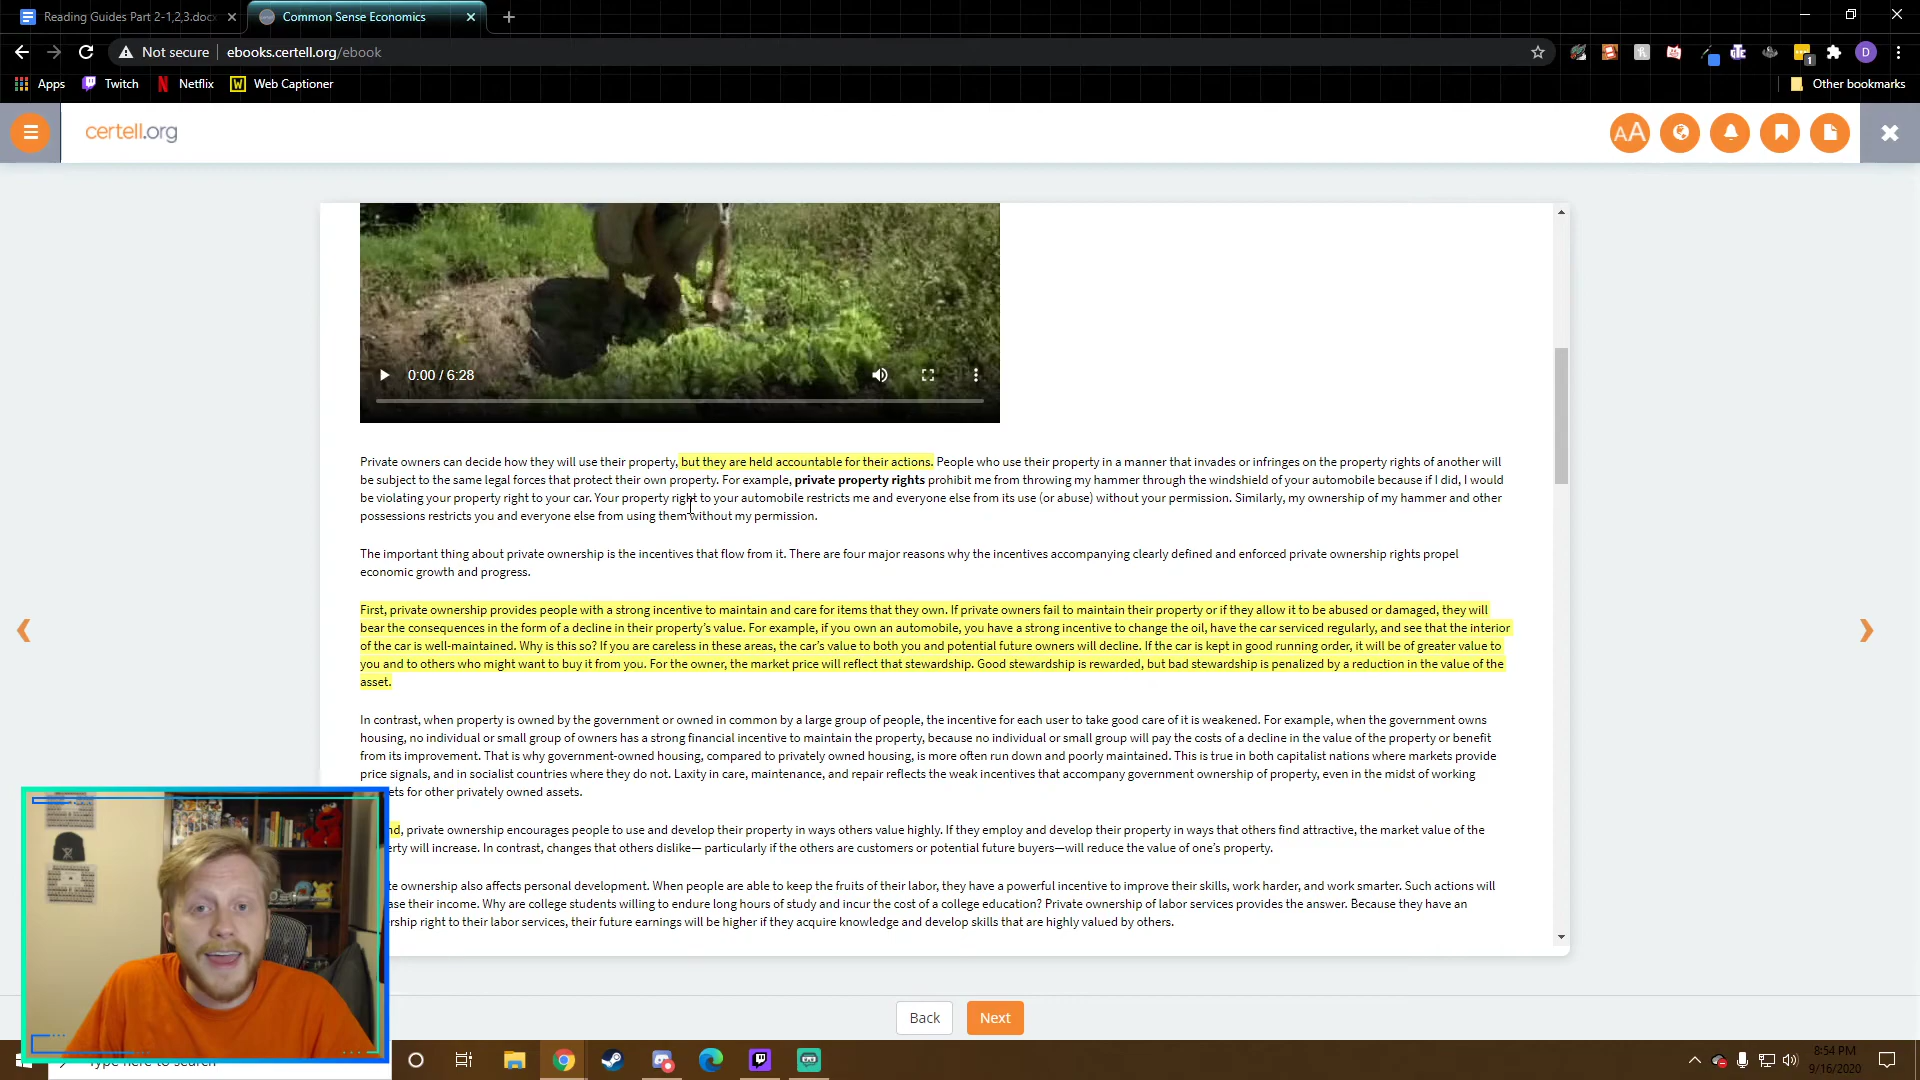 Reading Guides Part 2-1,2,3.docx
Common Sense Economics
Not secure
ebooks.certell.org/ebook
Apps
Twitch
Netflix
Web Captioner
Other bookmarks
certell.org
AA
0:00 / 6:28
Private owners can decide how they will use their property, but they are held accountable for their actions. People who use their property in a manner that invades or infringes on the property rights of another will
be subject to the same legal forces that protect their own property. For example, private property rights prohibit me from throwing my hammer through the windshield of your automobile because if I did, I would
be violating your property right to your car. Your property right to your automobile restricts me and everyone else from its use (or abuse) without your permission. Similarly, my ownership of my hammer and other
possessions restricts you and everyone else from using them without my permission.
The important thing about private ownership is the incentives that flow from it. There are four major reasons why the incentives accompanying clearly defined and enforced private ownership rights propel
economic growth and progress.
First, private ownership provides people with a strong incentive to maintain and care for items that they own. If private owners fail to maintain their property or if they allow it to be abused or damaged, they will
bear the consequences in the form of a decline in their property's value. For example, if you own an automobile, you have a strong incentive to change the oil, have the car serviced regularly, and see that the interior
of the car is well-maintained. Why is this so? If you are careless in these areas, the car's value to both you and potential future owners will decline. If the car is kept in good running order, it will be of greater value to
you and to others who might want to buy it from you. For the owner, the market price will reflect that stewardship. Good stewardship is rewarded, but bad stewardship is penalized by a reduction in the value of the
asset.
In contrast, when property is owned by the government or owned in common by a large group of people, the incentive for each user to take good care of it is weakened. For example, when the government owns
housing, no individual or small group of owners has a strong financial incentive to maintain the property, because no individual or small group will pay the costs of a decline in the value of the property or benefit
from its improvement. That is why government-owned housing, compared to privately owned housing, is more often run down and poorly maintained. This is true in both capitalist nations where markets provide
price signals, and in socialist countries where they do not. Laxity in care, maintenance, and repair reflects the weak incentives that accompany government ownership of property, even in the midst of working
ets for other privately owned assets.
nd, private ownership encourages people to use and develop their property in ways others value highly. If they employ and develop their property in ways that others find attractive, the market value of the
erty will increase. In contrast, changes that others dislike— particularly if the others are customers or potential future buyers—will reduce the value of one's property.
te ownership also affects personal development. When people are able to keep the fruits of their labor, they have a powerful incentive to improve their skills, work harder, and work smarter. Such actions will
ase their income. Why are college students willing to endure long hours of study and incur the cost of a college education? Private ownership of labor services provides the answer. Because they have an
rship right to their labor services, their future earnings will be higher if they acquire knowledge and develop skills that are highly valued by others.
Back
Next
Type here to search
8:54 PM
9/16/2020